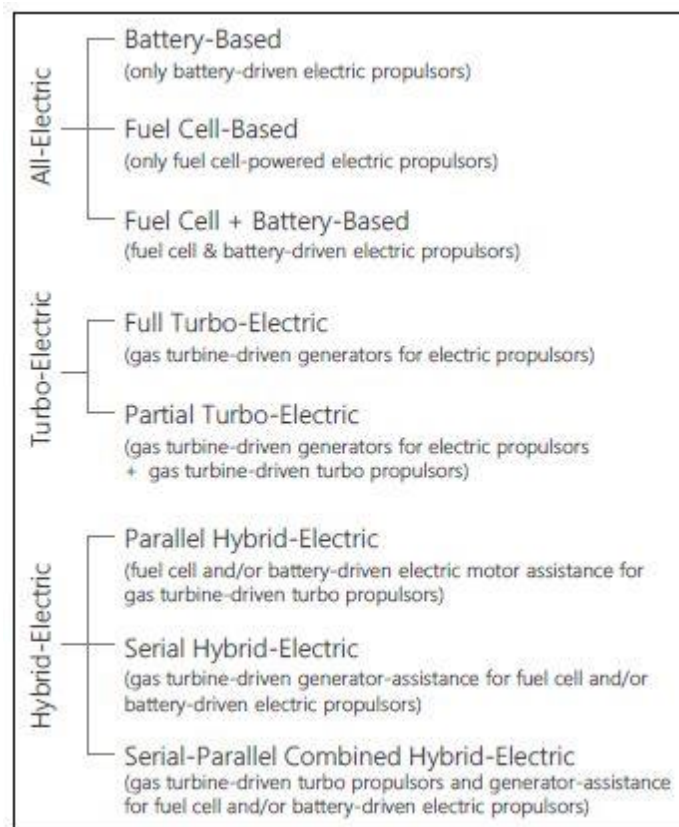 All-Electric
Battery-Based
(only battery-driven electric propulsors)
Fuel Cell-Based
(only fuel cell-powered electric propulsors)
Fuel Cell + Battery-Based
(fuel cell & battery-driven electric propulsors)
Turbo-Electric
Full Turbo-Electric
(gas turbine-driven generators for electric propulsors)
Partial Turbo-Electric
(gas turbine-driven generators for electric propulsors
+ gas turbine-driven turbo propulsors)
Hybrid-Electric
Parallel Hybrid-Electric
(fuel cell and/or battery-driven electric motor assistance for
gas turbine-driven turbo propulsors)
Serial Hybrid-Electric
(gas turbine-driven generator-assistance for fuel cell and/or
battery-driven electric propulsors)
Serial-Parallel Combined Hybrid-Electric
(gas turbine-driven turbo propulsors and generator-assistance
for fuel cell and/or battery-driven electric propulsors)